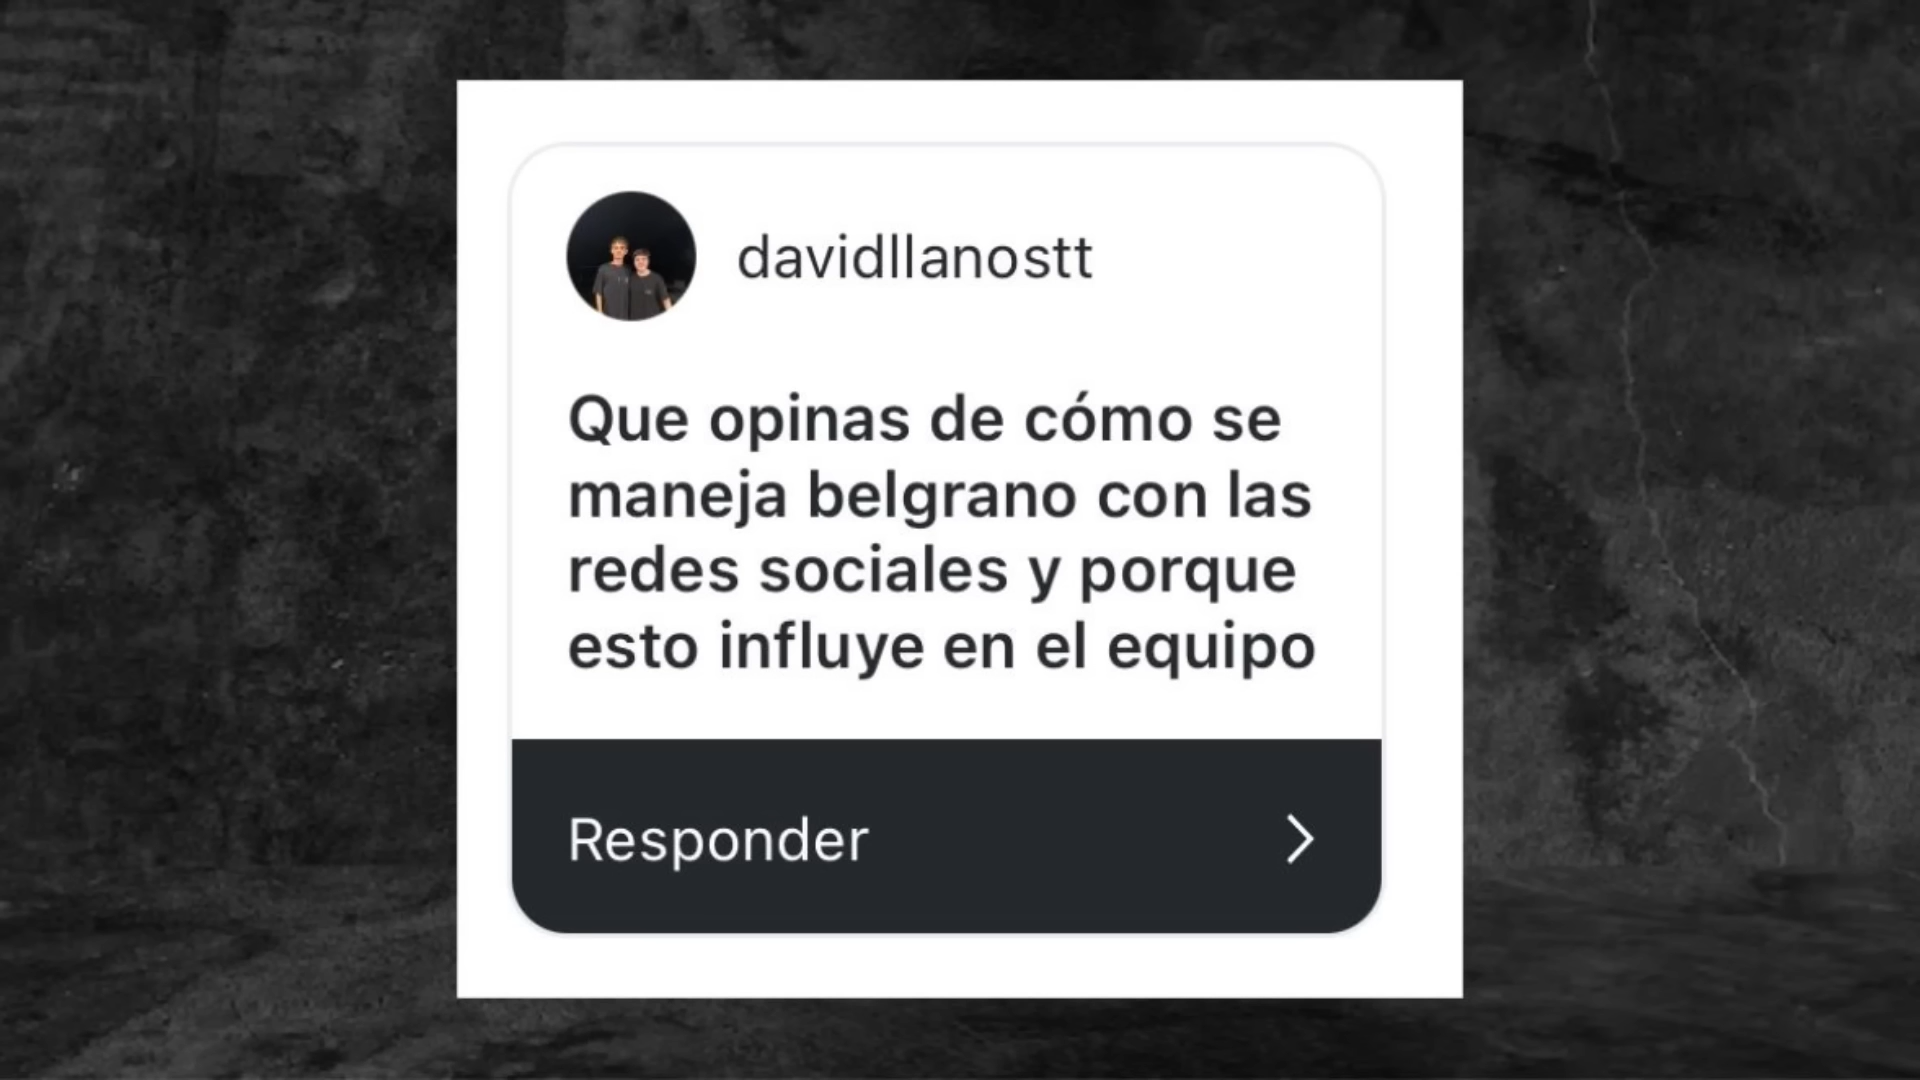 davidllanostt
Que opinas de cómo se
maneja belgrano con las
redes sociales y porque
esto influye en el equipo
Responder